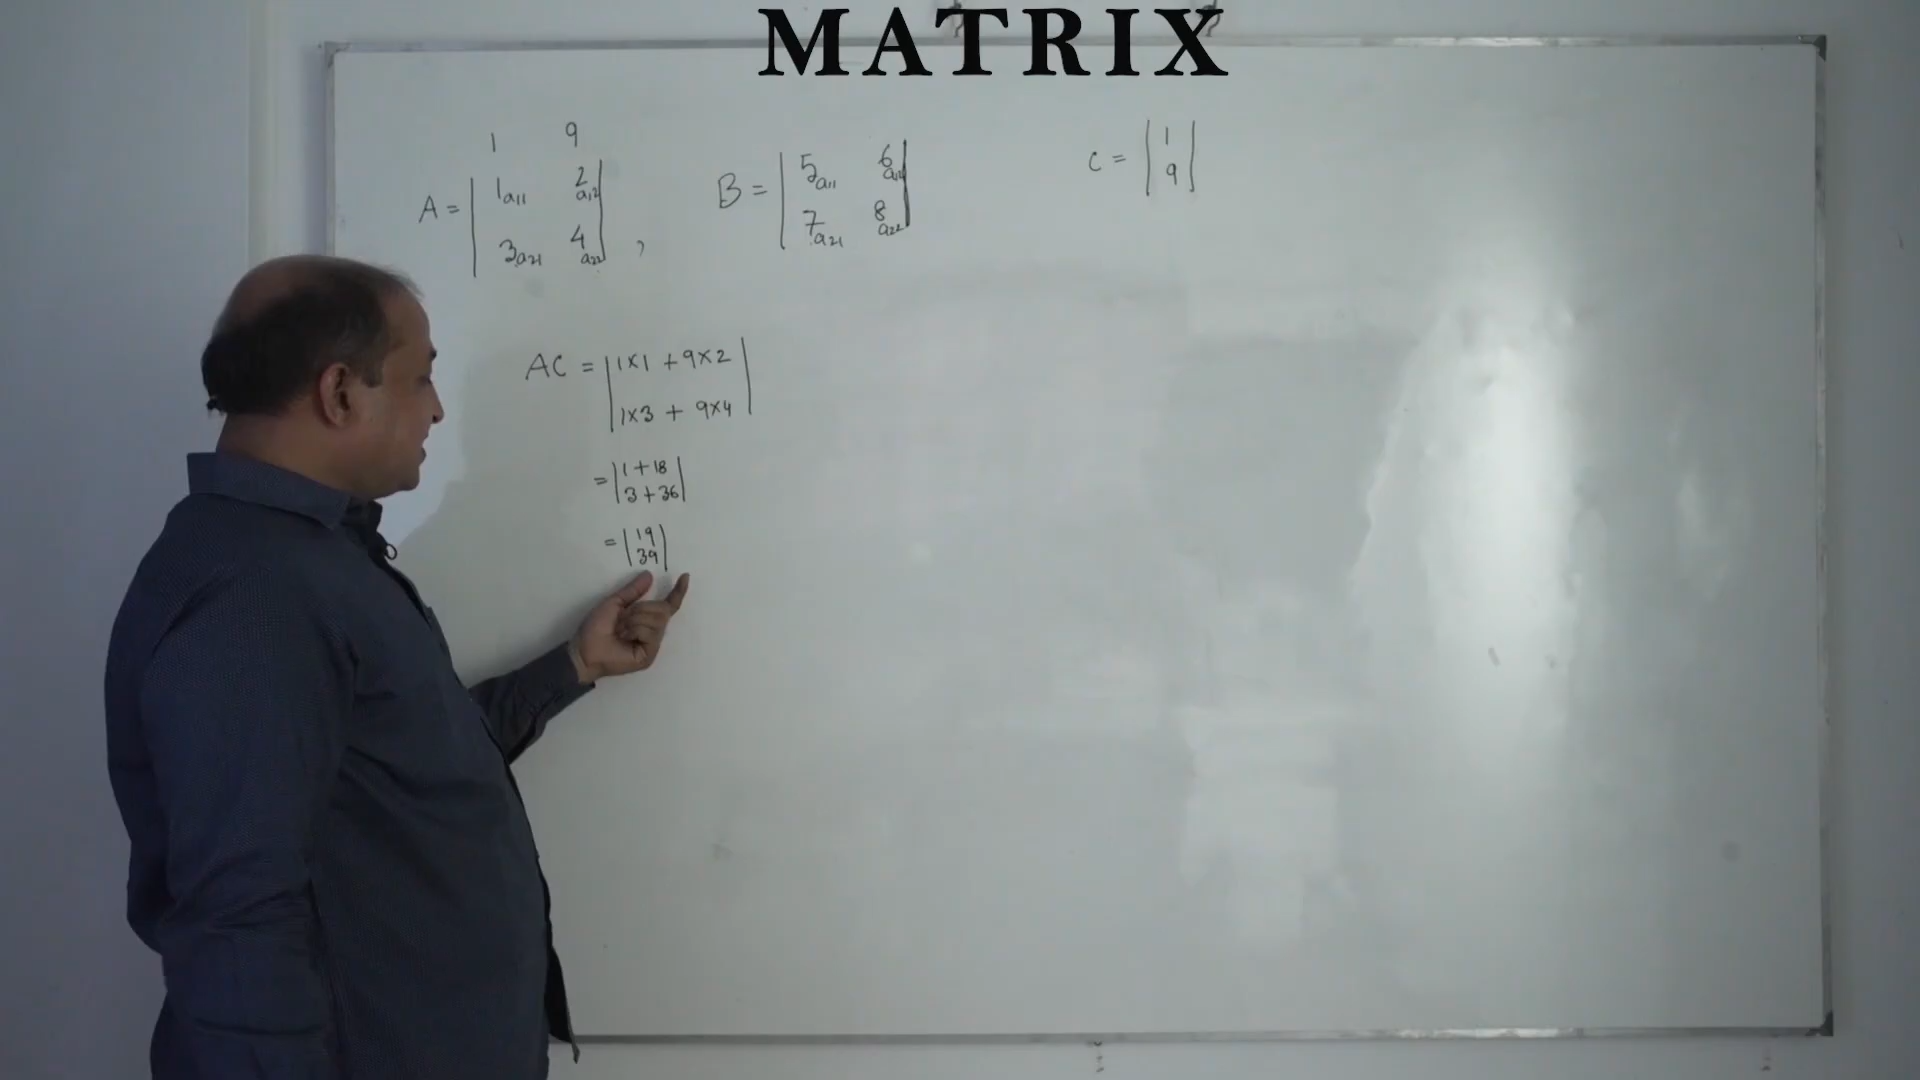 MATRIX
1 9
A = | 1a11 2a12 |
| 3a21 4a22 | ,
B = | 5a11 6a12 |
| 7a21 8a22 |
C = | 1 |
| 9 |
AC = | 1×1 + 9×2 |
| 1×3 + 9×4 |
= | 1 + 18 |
| 3 + 36 |
= | 19 |
| 39 |